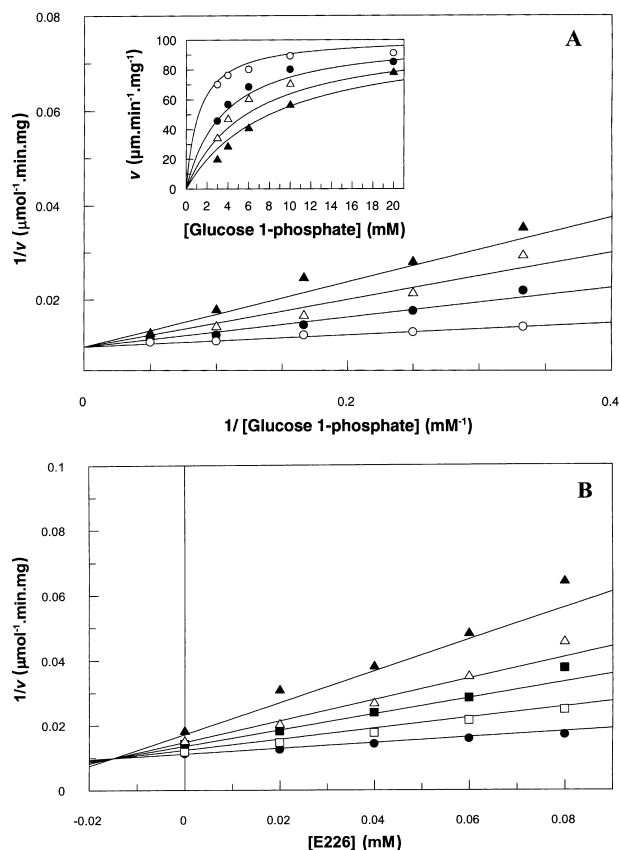 A
0.08
0.06
0.04
0.02
1/v (μmol-1.min.mg)
100
80
60
40
20
0
v (μm.min-1.mg-1)
0 2 4 6 8 10 12 14 16 18 20
[Glucose 1-phosphate] (mM)
0 0.2 0.4
1/ [Glucose 1-phosphate] (mM-1)
B
0.1
0.08
0.06
0.04
0.02
0
1/v (μmol-1.min.mg)
-0.02 0 0.02 0.04 0.06 0.08
[E226] (mM)